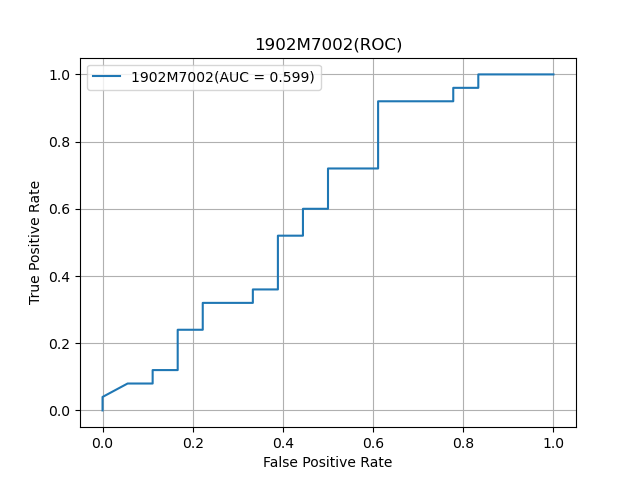 1902M7002(ROC)
1902M7002(AUC = 0.599)
True Positive Rate
1.0
0.8
0.6
0.4
0.2
0.0
0.0 0.2 0.4 0.6 0.8 1.0
False Positive Rate